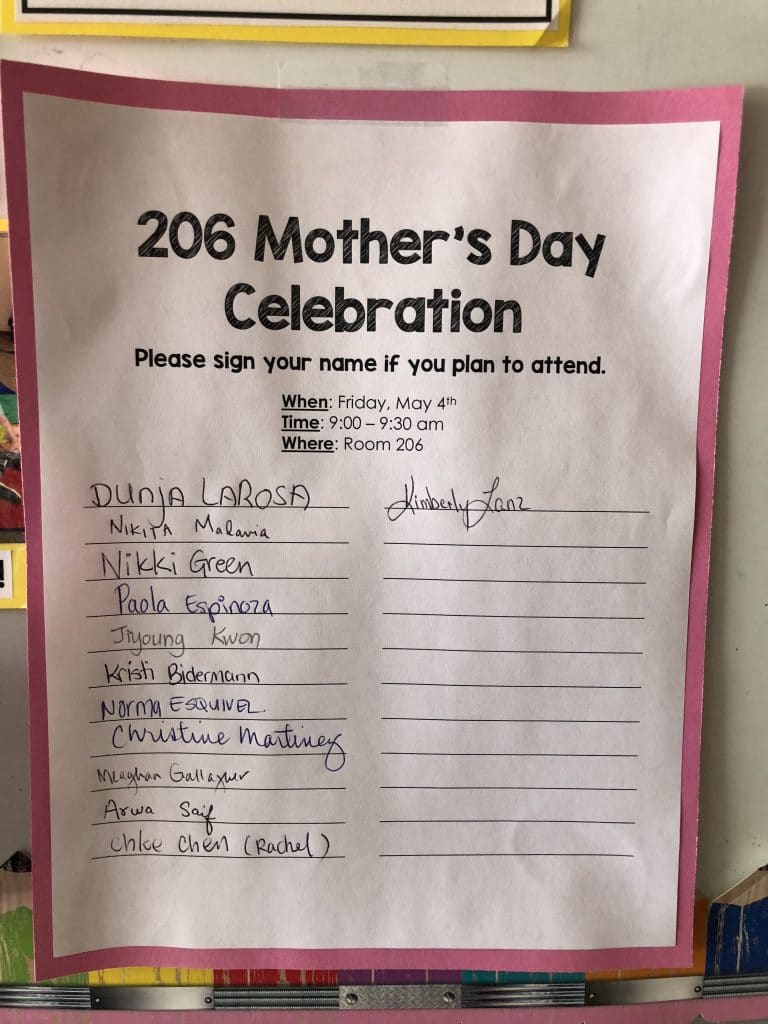 206 Mother's Day
Celebration
Please sign your name if you plan to attend.
When: Friday, May 4th
Time: 9:00 – 9:30 am
Where: Room 206
Dunja LAROSA
Nikita Malavia
Nikki Green
Paola Espinoza
Jiyoung Kwon
Kristi Bidermann
Norma ESQUIVEL
Christine Martinez
Meaghan Gallagher
Arwa Saif
Chloe Chen (Rachel)
Kimberly Lanz
!